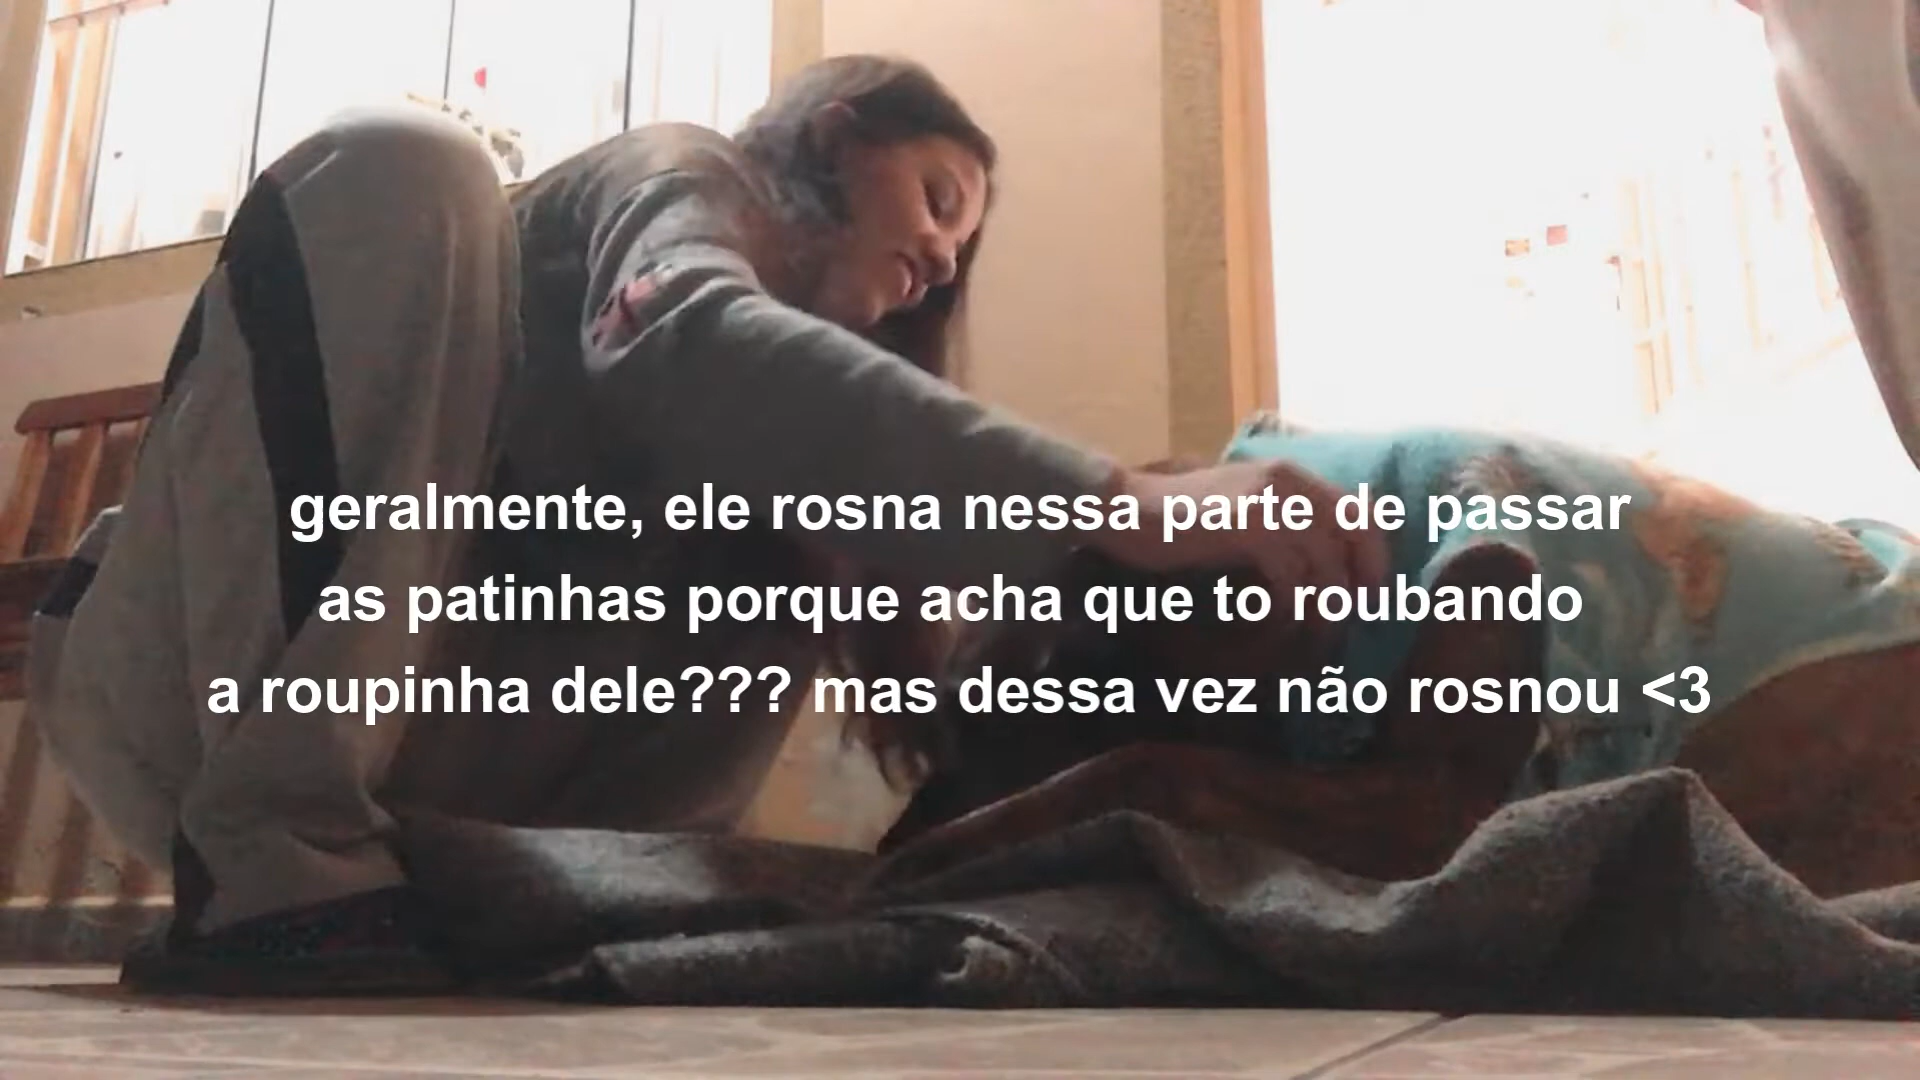 geralmente, ele rosna nessa parte de passar
as patinhas porque acha que to roubando
a roupinha dele??? mas dessa vez não rosnou <3